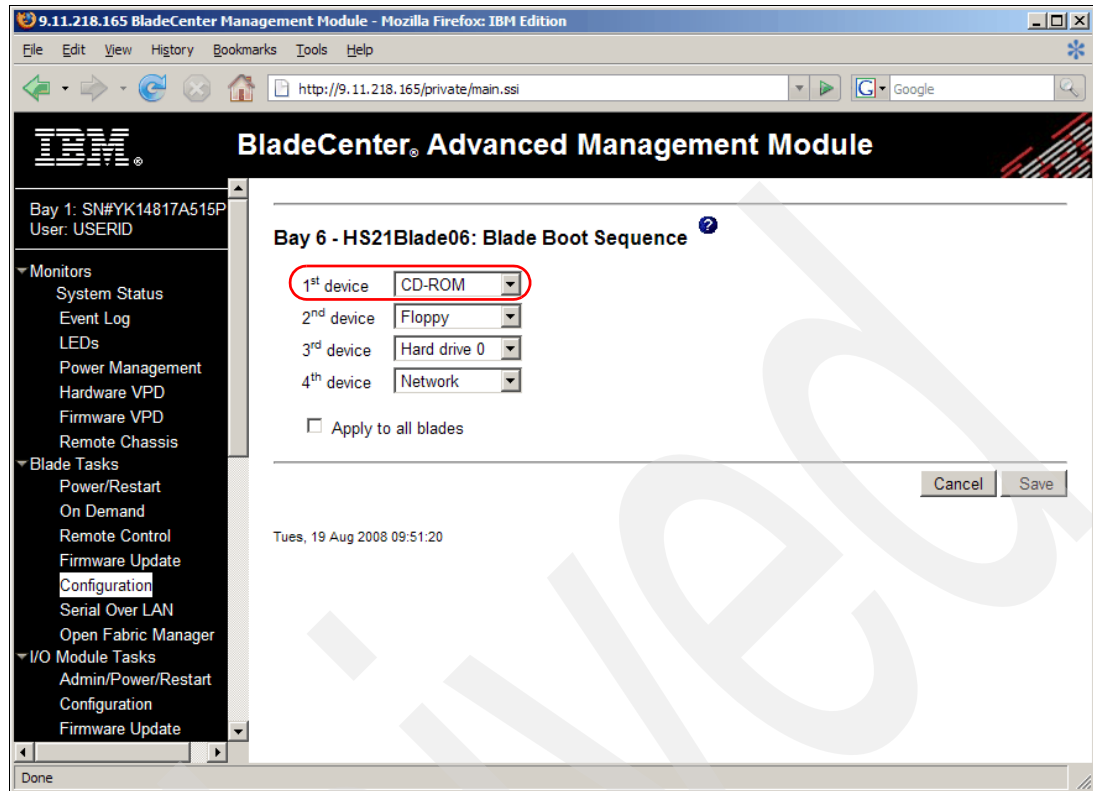 9.11.218.165 BladeCenter Management Module - Mozilla Firefox: IBM Edition
File Edit View History Bookmarks Tools Help
http://9.11.218.165/private/main.ssi
G Google
IBM®
BladeCenter® Advanced Management Module
Bay 1: SN#YK14817A515P
User: USERID
Monitors
System Status
Event Log
LEDs
Power Management
Hardware VPD
Firmware VPD
Remote Chassis
Blade Tasks
Power/Restart
On Demand
Remote Control
Firmware Update
Configuration
Serial Over LAN
Open Fabric Manager
I/O Module Tasks
Admin/Power/Restart
Configuration
Firmware Update
Bay 6 - HS21Blade06: Blade Boot Sequence ?
1st device CD-ROM
2nd device Floppy
3rd device Hard drive 0
4th device Network
Apply to all blades
Cancel Save
Tues, 19 Aug 2008 09:51:20
Done